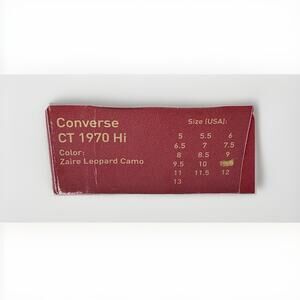 Converse
CT 1970 Hi
Color:
Zaire Leopard Camo
Size (USA):
5 5.5 6
6.5 7 7.5
8 8.5 9
9.5 10
11 11.5 12
13